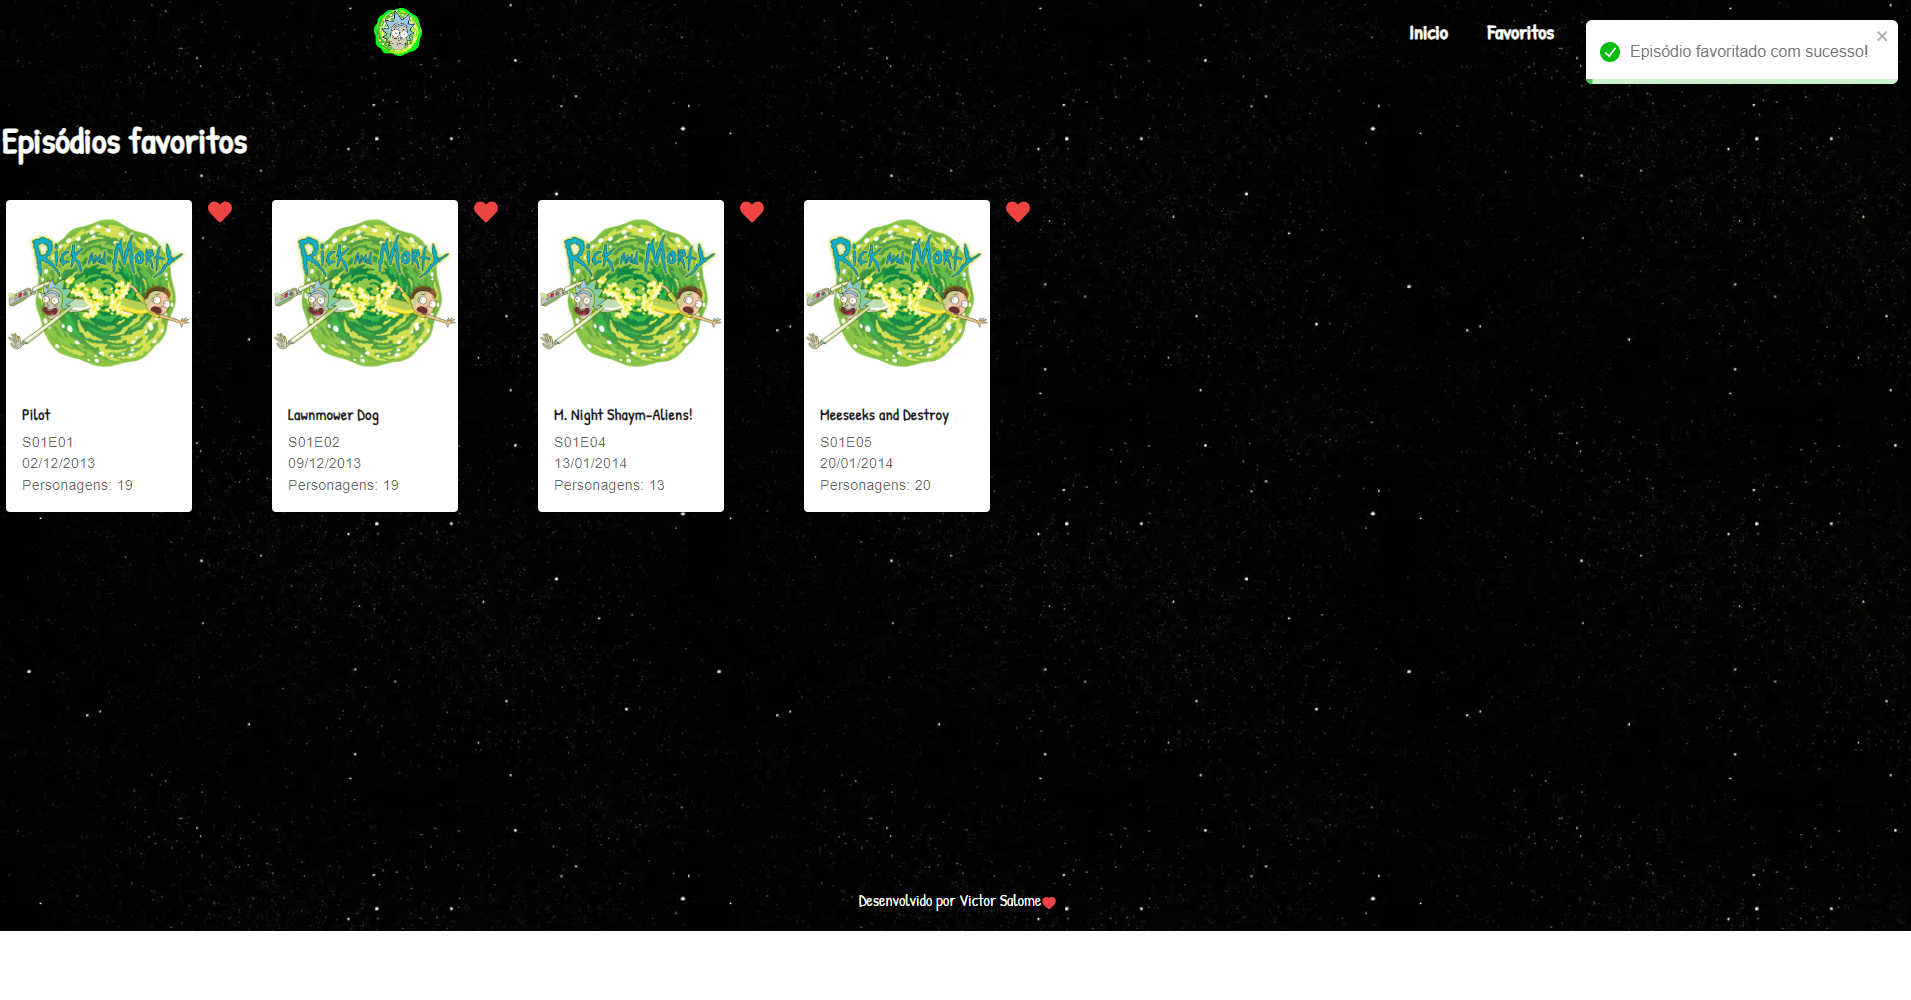 Inicio
Favoritos
Episódio favoritado com sucesso!
Episódios favoritos
Rick and Morty
Pilot
S01E01
02/12/2013
Personagens: 19
Rick and Morty
Lawnmower Dog
S01E02
09/12/2013
Personagens: 19
Rick and Morty
M. Night Shaym-Aliens!
S01E04
13/01/2014
Personagens: 13
Rick and Morty
Meeseeks and Destroy
S01E05
20/01/2014
Personagens: 20
Desenvolvido por Victor Salome